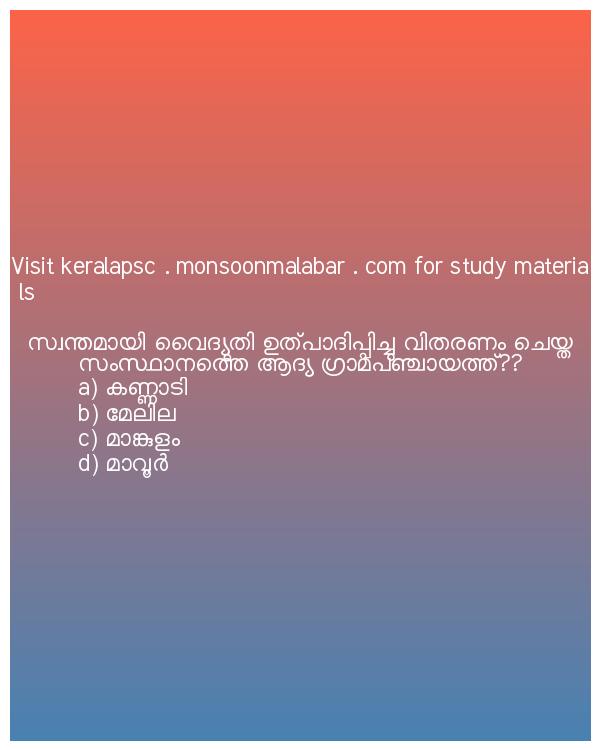 Visit keralapsc . monsoonmalabar . com for study materia
ls
സ്വന്തമായി വൈദ്യുതി ഉത്പാദിപ്പിച്ചു വിതരണം ചെയ്ത
സംസ്ഥാനത്തെ ആദ്യ ഗ്രാമപഞ്ചായത്ത്??
a) കണ്ണാടി
b) മേലില
c) മാങ്കുളം
d) മാവൂർ